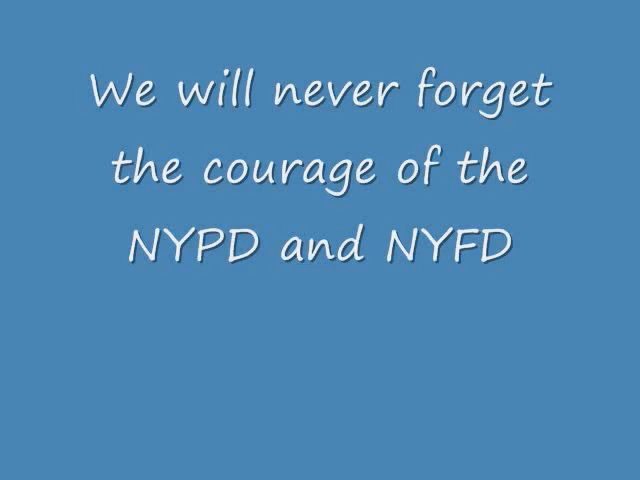 We will never forget
the courage of the
NYPD and NYFD